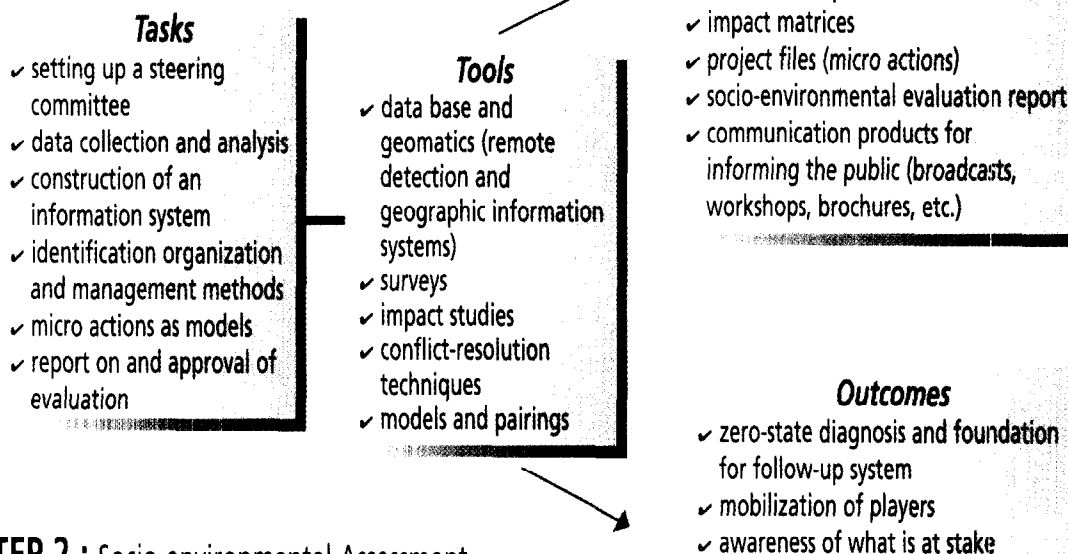 Tasks
✓ setting up a steering
committee
✓ data collection and analysis
✓ construction of an
information system
✓ identification organization
and management methods
✓ micro actions as models
✓ report on and approval of
evaluation
Tools
✓ data base and
geomatics (remote
detection and
geographic information
systems)
✓ surveys
✓ impact studies
✓ conflict-resolution
techniques
✓ models and pairings
✓ impact matrices
✓ project files (micro actions)
✓ socio-environmental evaluation report
✓ communication products for
informing the public (broadcasts,
workshops, brochures, etc.)
Outcomes
✓ zero-state diagnosis and foundation
for follow-up system
✓ mobilization of players
✓ awareness of what is at stake
TEP 2 : Socio-environmental Assessment